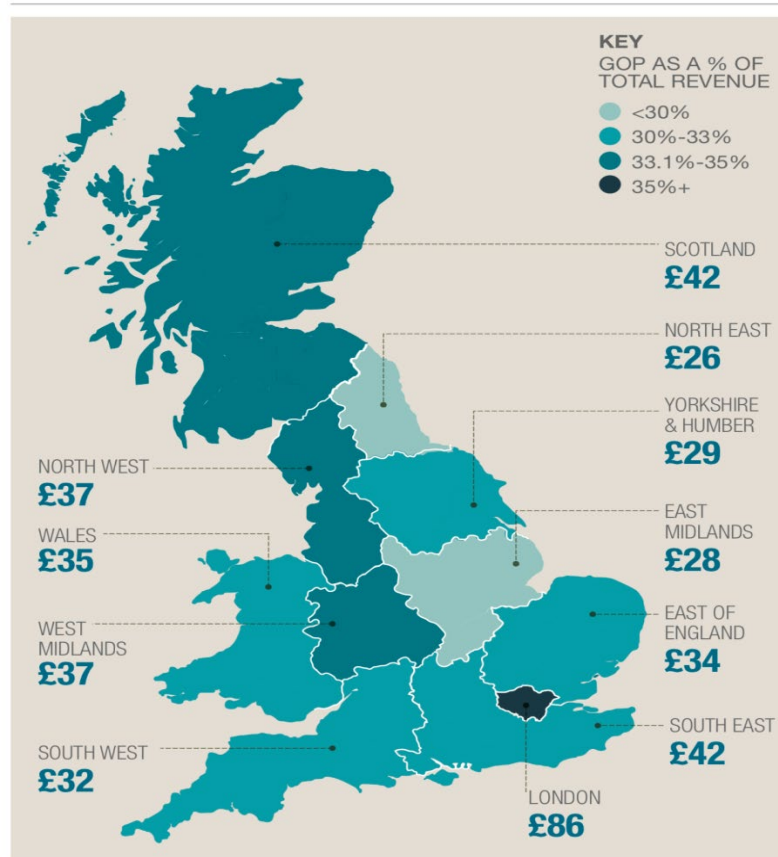 KEY
GOP AS A % OF
TOTAL REVENUE
<30%
30%-33%
33.1%-35%
35%+
SCOTLAND
£42
NORTH EAST
£26
YORKSHIRE
& HUMBER
£29
NORTH WEST
£37
EAST
MIDLANDS
£28
WALES
£35
EAST OF
ENGLAND
£34
WEST
MIDLANDS
£37
SOUTH EAST
£42
SOUTH WEST
£32
LONDON
£86